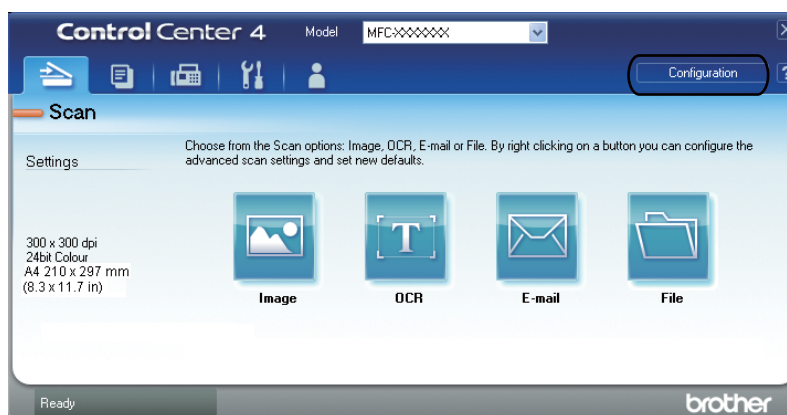 Control Center 4 Model MFC-XXXXXXX
Configuration
?
Scan
Choose from the Scan options: Image, OCR, E-mail or File. By right clicking on a button you can configure the
advanced scan settings and set new defaults.
Settings
300 x 300 dpi
24bit Colour
A4 210 x 297 mm
(8.3 x 11.7 in)
T
Image OCR E-mail File
Ready
brother